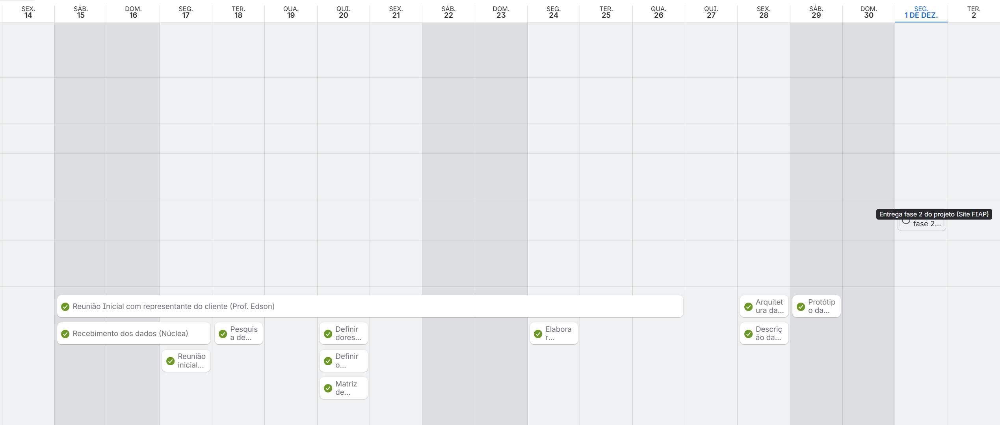 SEX. SÁB. DOM. SEG. TER. QUA. QUI. SEX. SÁB. DOM. SEG. TER. QUA. QUI. SEX. SÁB. DOM. SEG. TER.
14 15 16 17 18 19 20 21 22 23 24 25 26 27 28 29 30 1 DE DEZ. 2
Entrega fase 2 do projeto (Site FIAP)
fase 2...
Reunião Inicial com representante do cliente (Prof. Edson)
Arquitet
ura da...
Protótip
o da...
Recebimento dos dados (Núclea)
Pesquis
a de...
Definir
dores...
Elabora
r...
Descriç
ão da...
Reunião
inicial...
Definir
o...
Matriz
de...